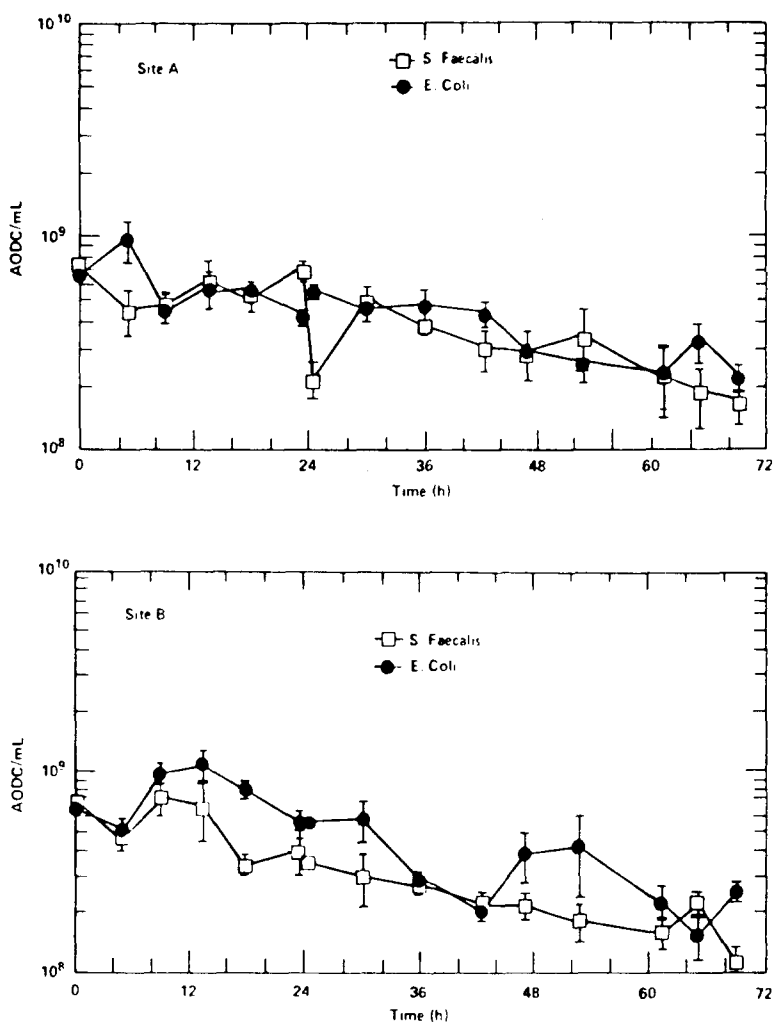 10^10
Site A
S. Faecalis
E. Coli
AODC/mL
10^9
10^8
0 12 24 36 48 60 72
Time (h)
10^10
Site B
S. Faecalis
E. Coli
AODC/mL
10^9
10^8
0 12 24 36 48 60 72
Time (h)